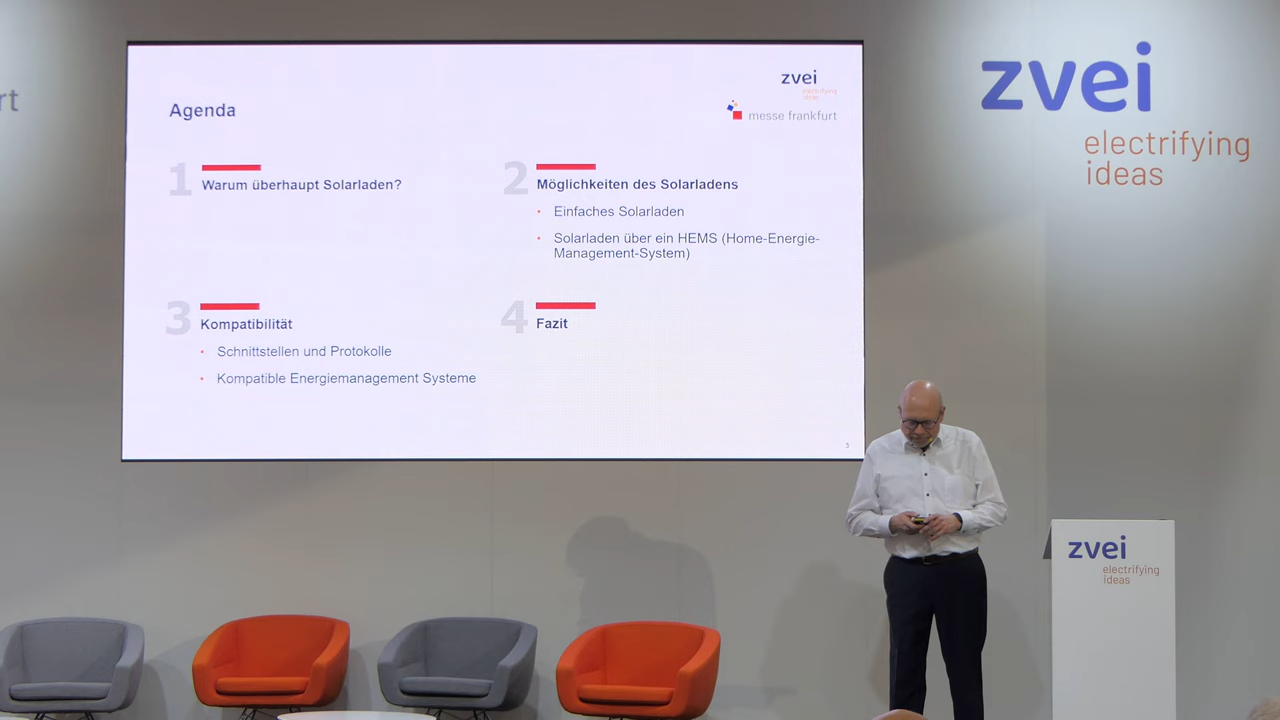 rt
Agenda
zvei
electrifying
ideas
messe frankfurt
1
Warum überhaupt Solarladen?
2
Möglichkeiten des Solarladens
• Einfaches Solarladen
• Solarladen über ein HEMS (Home-Energie-
Management-System)
3
Kompatibilität
• Schnittstellen und Protokolle
• Kompatible Energiemanagement Systeme
4
Fazit
zvei
electrifying
ideas
zvei
electrifying
ideas